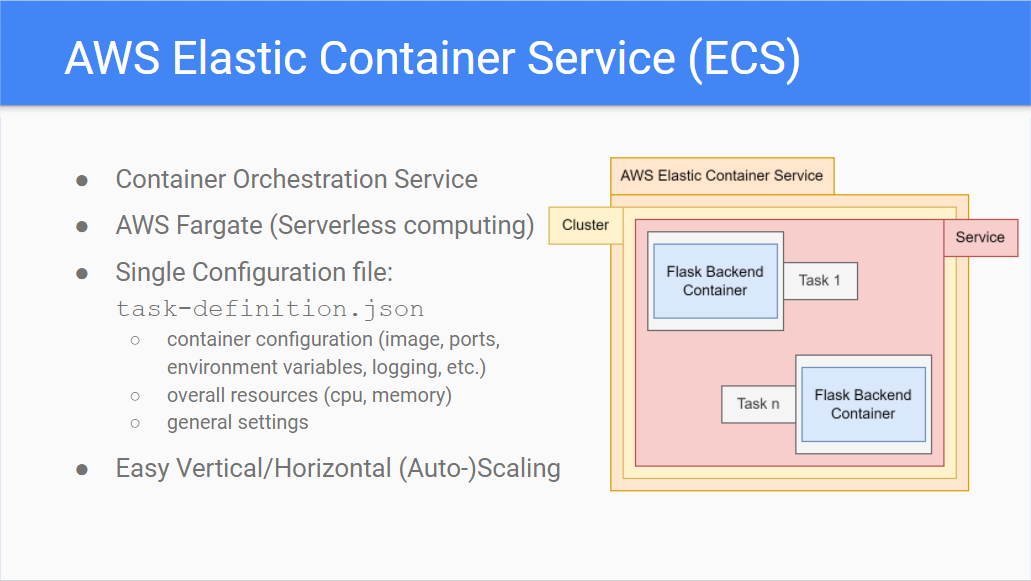 AWS Elastic Container Service (ECS)
● Container Orchestration Service
● AWS Fargate (Serverless computing)
● Single Configuration file:
task-definition.json
○ container configuration (image, ports,
environment variables, logging, etc.)
○ overall resources (cpu, memory)
○ general settings
● Easy Vertical/Horizontal (Auto-)Scaling
AWS Elastic Container Service
Cluster
Service
Flask Backend
Container
Task 1
Task n
Flask Backend
Container